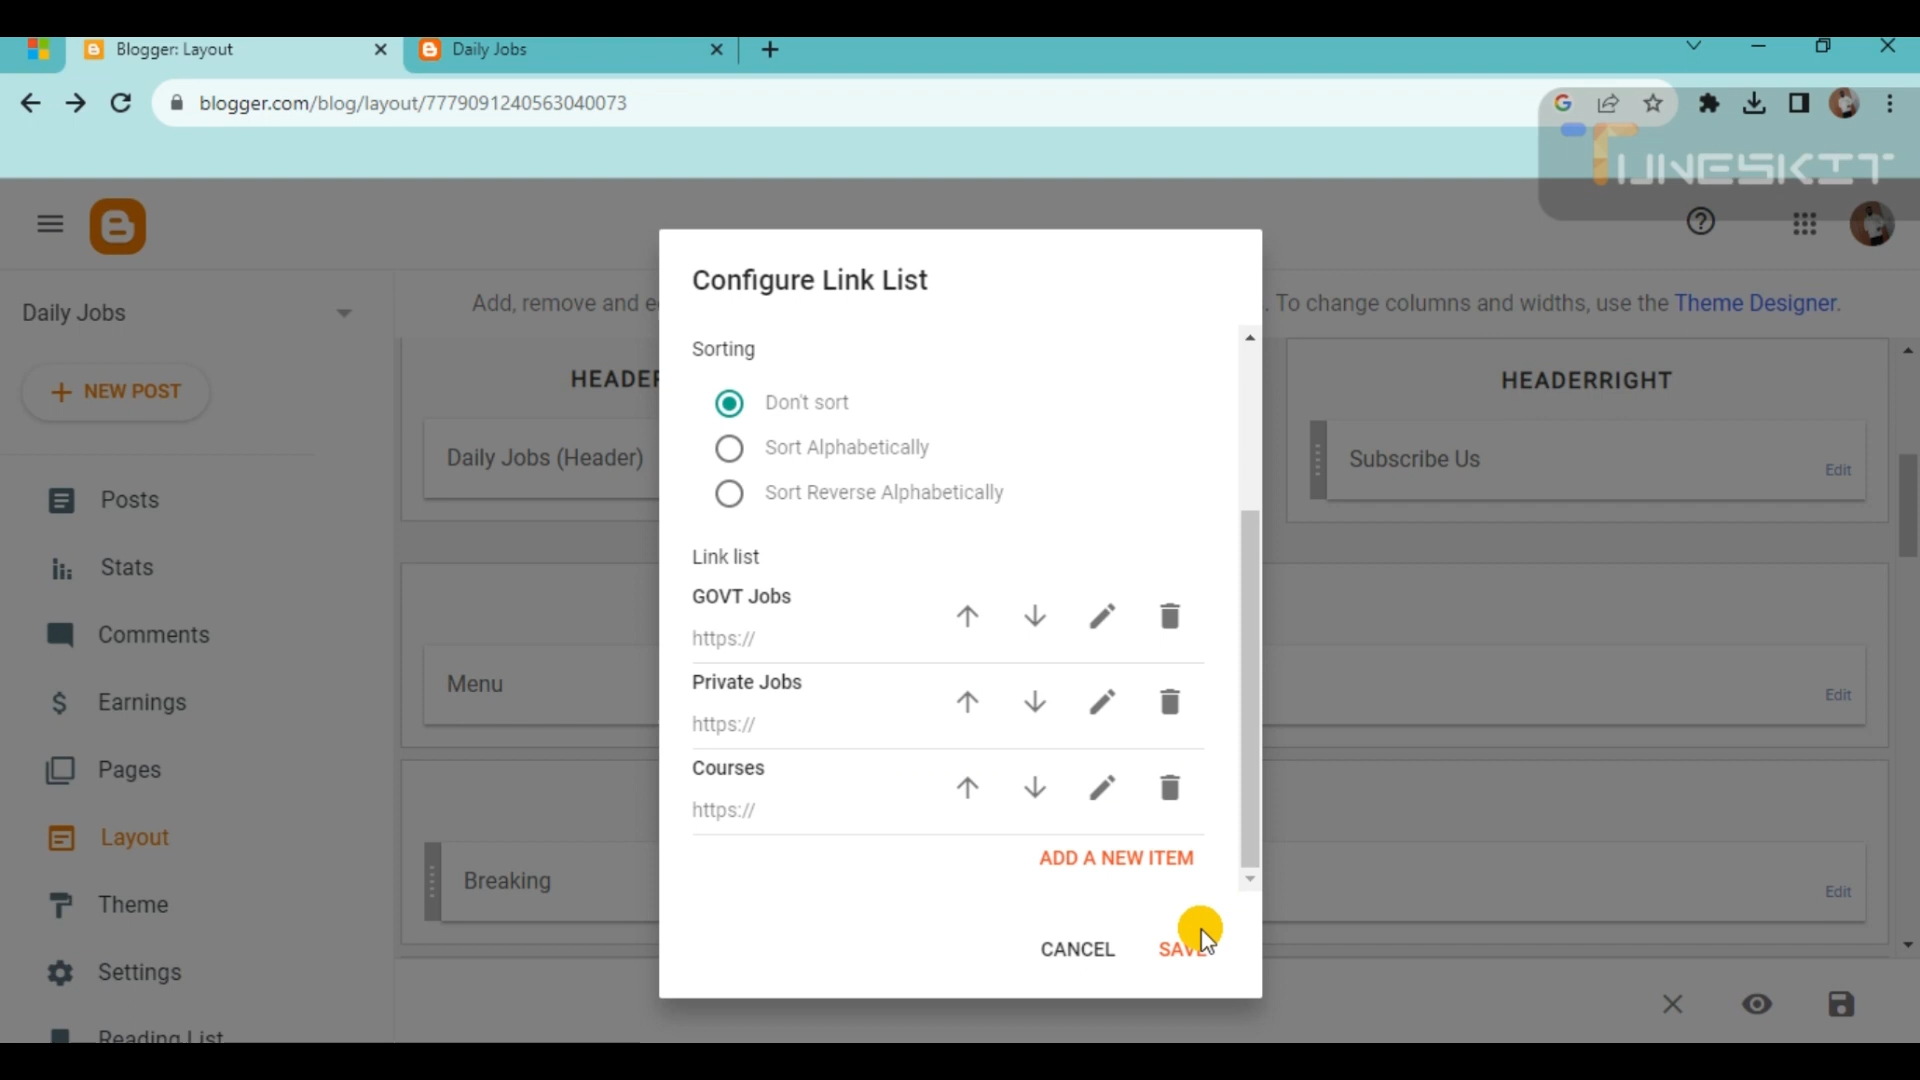 Blogger: Layout
Daily Jobs
blogger.com/blog/layout/7779091240563040073
TUNESKIT
Daily Jobs
Add, remove and e
. To change columns and widths, use the Theme Designer.
NEW POST
Posts
Stats
Comments
Earnings
Pages
Layout
Theme
Settings
Reading List
HEADER
Daily Jobs (Header)
Menu
Breaking
Configure Link List
Sorting
Don't sort
Sort Alphabetically
Sort Reverse Alphabetically
Link list
GOVT Jobs
https://
Private Jobs
https://
Courses
https://
ADD A NEW ITEM
CANCEL
SAVE
HEADERRIGHT
Subscribe Us
Edit
Edit
Edit